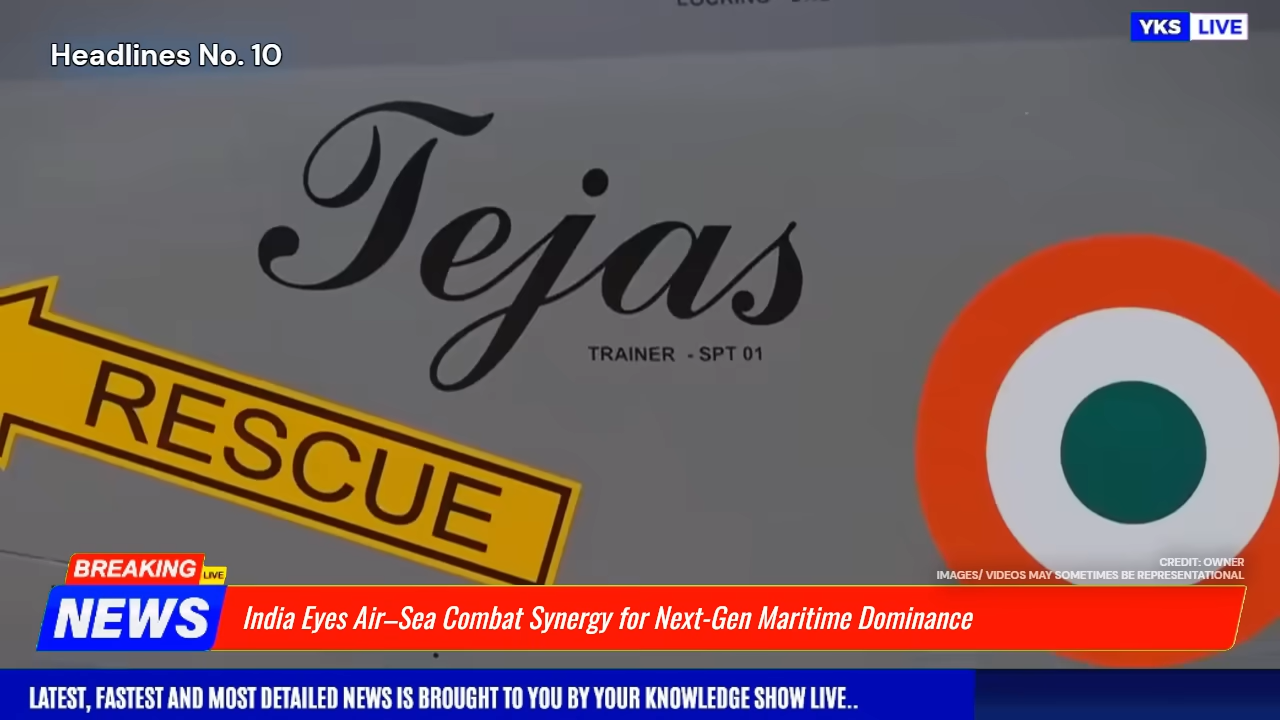 Headlines No. 10
YKS LIVE
Tejas
TRAINER - SPT 01
RESCUE
CREDIT: OWNER
IMAGES/ VIDEOS MAY SOMETIMES BE REPRESENTATIONAL
BREAKING
LIVE
NEWS
India Eyes Air–Sea Combat Synergy for Next-Gen Maritime Dominance
LATEST, FASTEST AND MOST DETAILED NEWS IS BROUGHT TO YOU BY YOUR KNOWLEDGE SHOW LIVE..